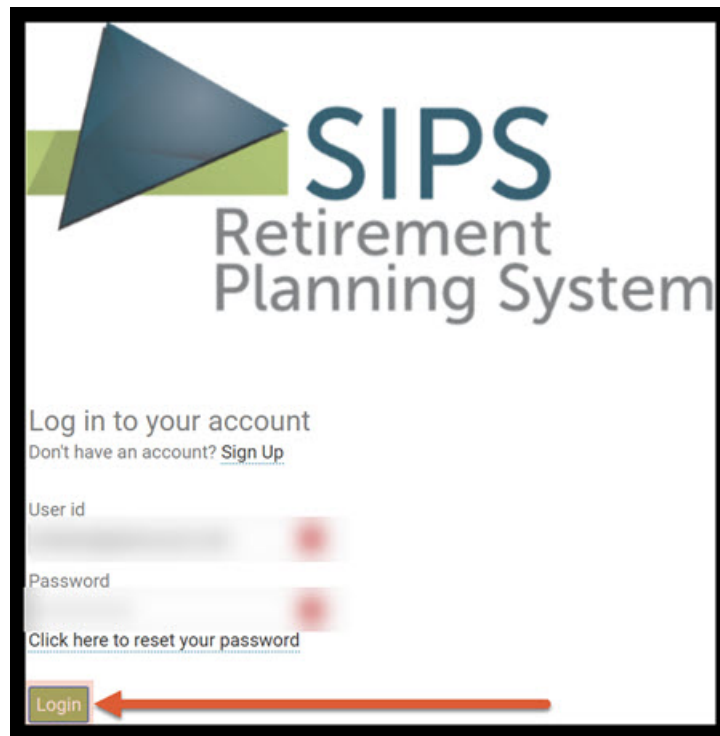 SIPS
Retirement
Planning System
Log in to your account
Don't have an account? Sign Up
User id
Password
Click here to reset your password
Login